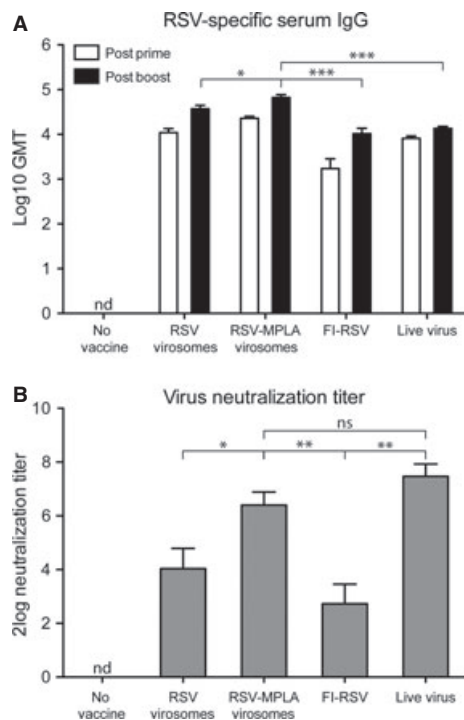 A
RSV-specific serum IgG
Post prime
Post boost
*
***
***
Log10 GMT
6
5
4
3
2
1
0
nd
No vaccine
RSV virosomes
RSV-MPLA virosomes
FI-RSV
Live virus
B
Virus neutralization titer
ns
*
**
**
2log neutralization titer
10
8
6
4
2
0
nd
No vaccine
RSV virosomes
RSV-MPLA virosomes
FI-RSV
Live virus